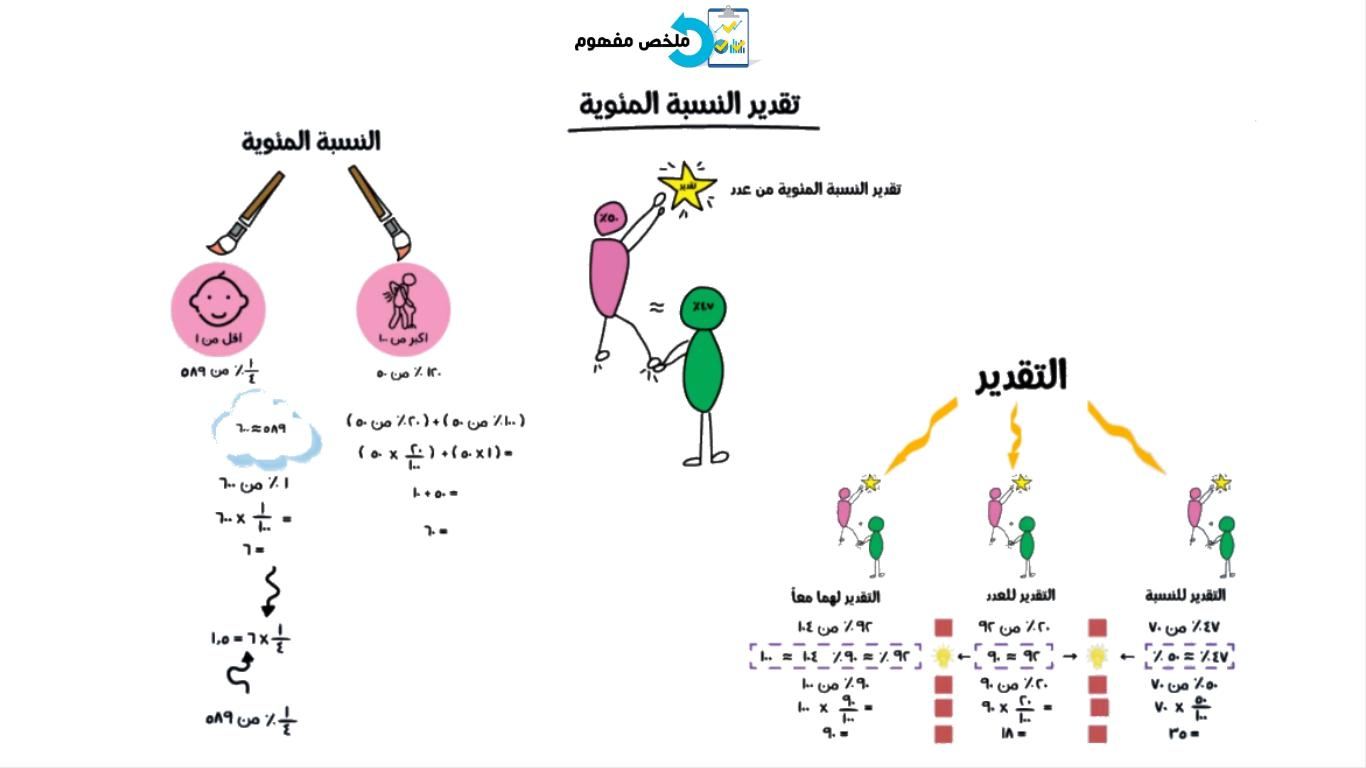 ملخص مفهوم
تقدير النسبة المئوية
تقدير النسبة المئوية من عدد
تقدير
٪٥٠
≈
٪٤٧
النسبة المئوية
اكبر من ١٠٠
١٢٠٪ من ٥٠
(١٠٠٪ من ٥٠)+(٢٠٪ من ٥٠)
=(١×٥٠)+(٢٠/١٠٠ × ٥٠)
= ٥٠ + ١٠
= ٦٠
اقل من ١
١/٤٪ من ٥٨٩
٥٨٩≈٦٠٠
١٪ من ٦٠٠
= ١/١٠٠ × ٦٠٠
= ٦
١/٤ × ٦ = ١,٥
١/٤٪ من ٥٨٩
التقدير
التقدير للنسبة
٤٧٪ من ٧٠
٤٧٪ ≈ ٥٠٪
٥٠٪ من ٧٠
٥٠/١٠٠ × ٧٠
= ٣٥
التقدير للعدد
٢٠٪ من ٩٢
٩٢ ≈ ٩٠
٢٠٪ من ٩٠
= ٢٠/١٠٠ × ٩٠
= ١٨
التقدير لهما معاً
٩٢٪ من ١٠٤
٩٢٪ ≈ ٩٠٪ ١٠٤ ≈ ١٠٠
٩٠٪ من ١٠٠
= ٩٠/١٠٠ × ١٠٠
= ٩٠